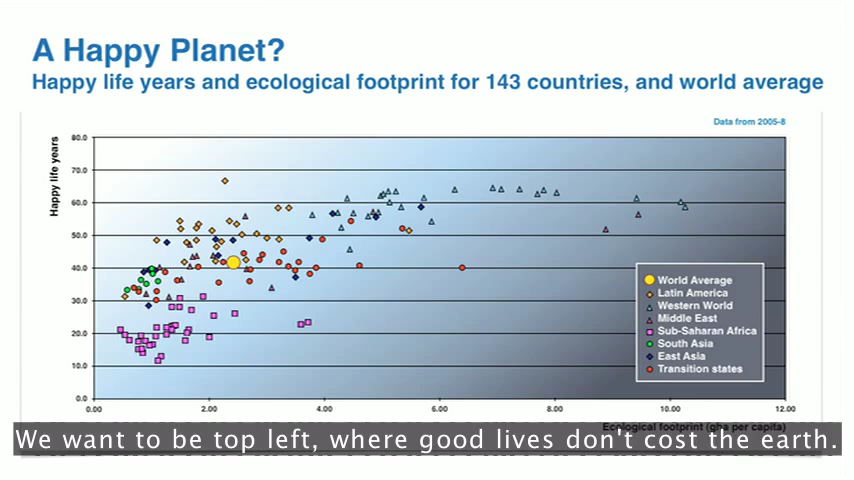 A Happy Planet?
Happy life years and ecological footprint for 143 countries, and world average
Data from 2005-8
Happy life years
80.0
70.0
60.0
50.0
40.0
30.0
20.0
10.0
0.0
World Average
Latin America
Western World
Middle East
Sub-Saharan Africa
South Asia
East Asia
Transition states
0.00 2.00 4.00 6.00 8.00 10.00 12.00
Ecological footprint (gha per capita)
We want to be top left, where good lives don't cost the earth.